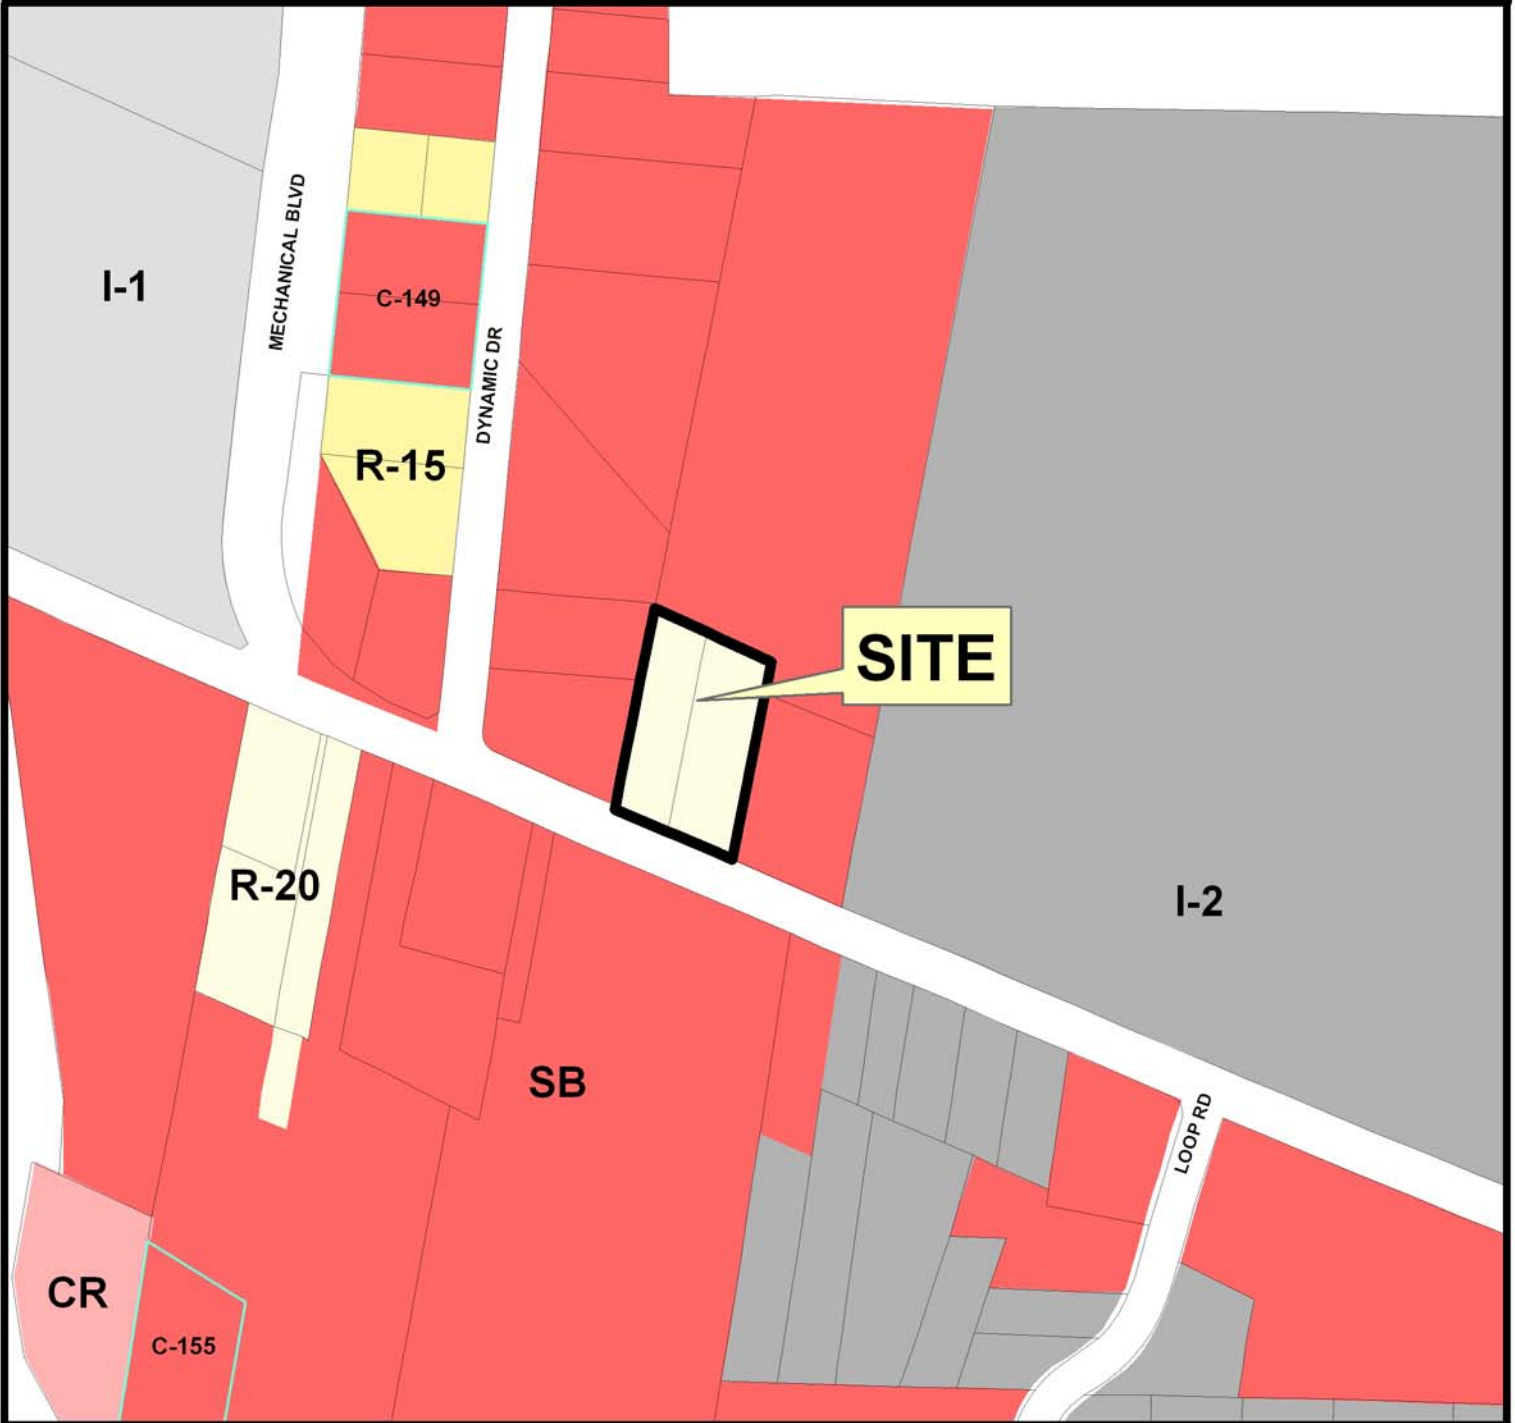 MECHANICAL BLVD
I-1
C-149
DYNAMIC DR
R-15
SITE
R-20
I-2
SB
LOOP RD
CR
C-155